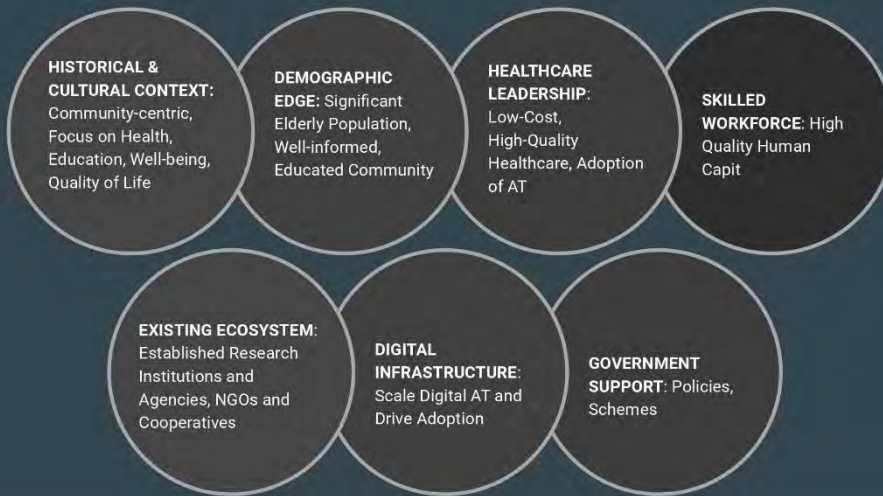 HISTORICAL &
CULTURAL CONTEXT:
Community-centric,
Focus on Health,
Education, Well-being,
Quality of Life
DEMOGRAPHIC
EDGE: Significant
Elderly Population,
Well-informed,
Educated Community
HEALTHCARE
LEADERSHIP:
Low-Cost,
High-Quality
Healthcare, Adoption
of AT
SKILLED
WORKFORCE: High
Quality Human
Capit
EXISTING ECOSYSTEM:
Established Research
Institutions and
Agencies, NGOs and
Cooperatives
DIGITAL
INFRASTRUCTURE:
Scale Digital AT and
Drive Adoption
GOVERNMENT
SUPPORT: Policies,
Schemes